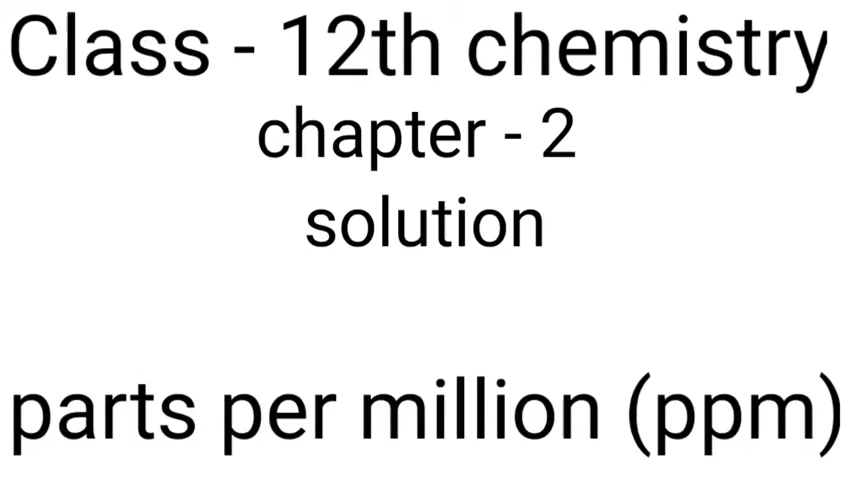 Class - 12th chemistry
chapter - 2
solution
parts per million (ppm)